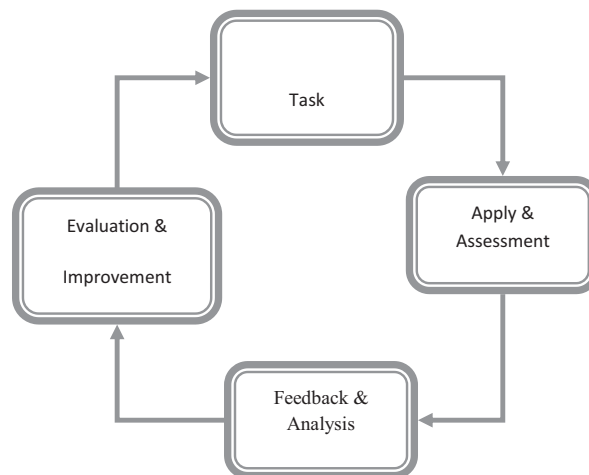 Task
Apply &
Assessment
Feedback &
Analysis
Evaluation &
Improvement